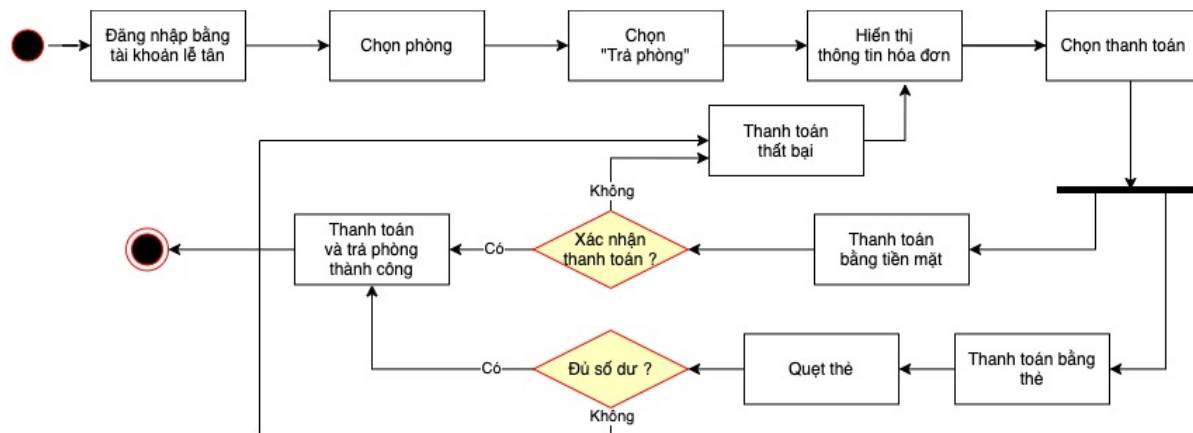 Đăng nhập bằng
tài khoản lễ tân
Chọn phòng
Chọn
"Trả phòng"
Hiển thị
thông tin hóa đơn
Chọn thanh toán
Thanh toán
thất bại
Không
Thanh toán
và trả phòng
thành công
Có
Xác nhận
thanh toán ?
Thanh toán
bằng tiền mặt
Có
Đủ số dư ?
Quẹt thẻ
Thanh toán bằng
thẻ
Không